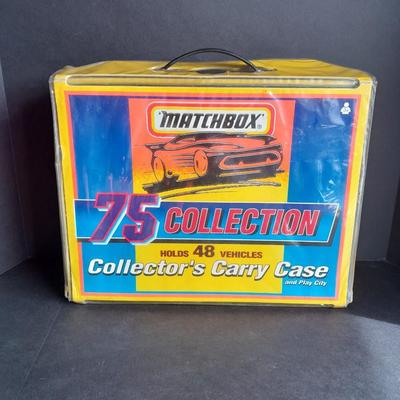 "MATCHBOX"®
75 COLLECTION
HOLDS 48 VEHICLES
Collector's Carry Case
and Play City